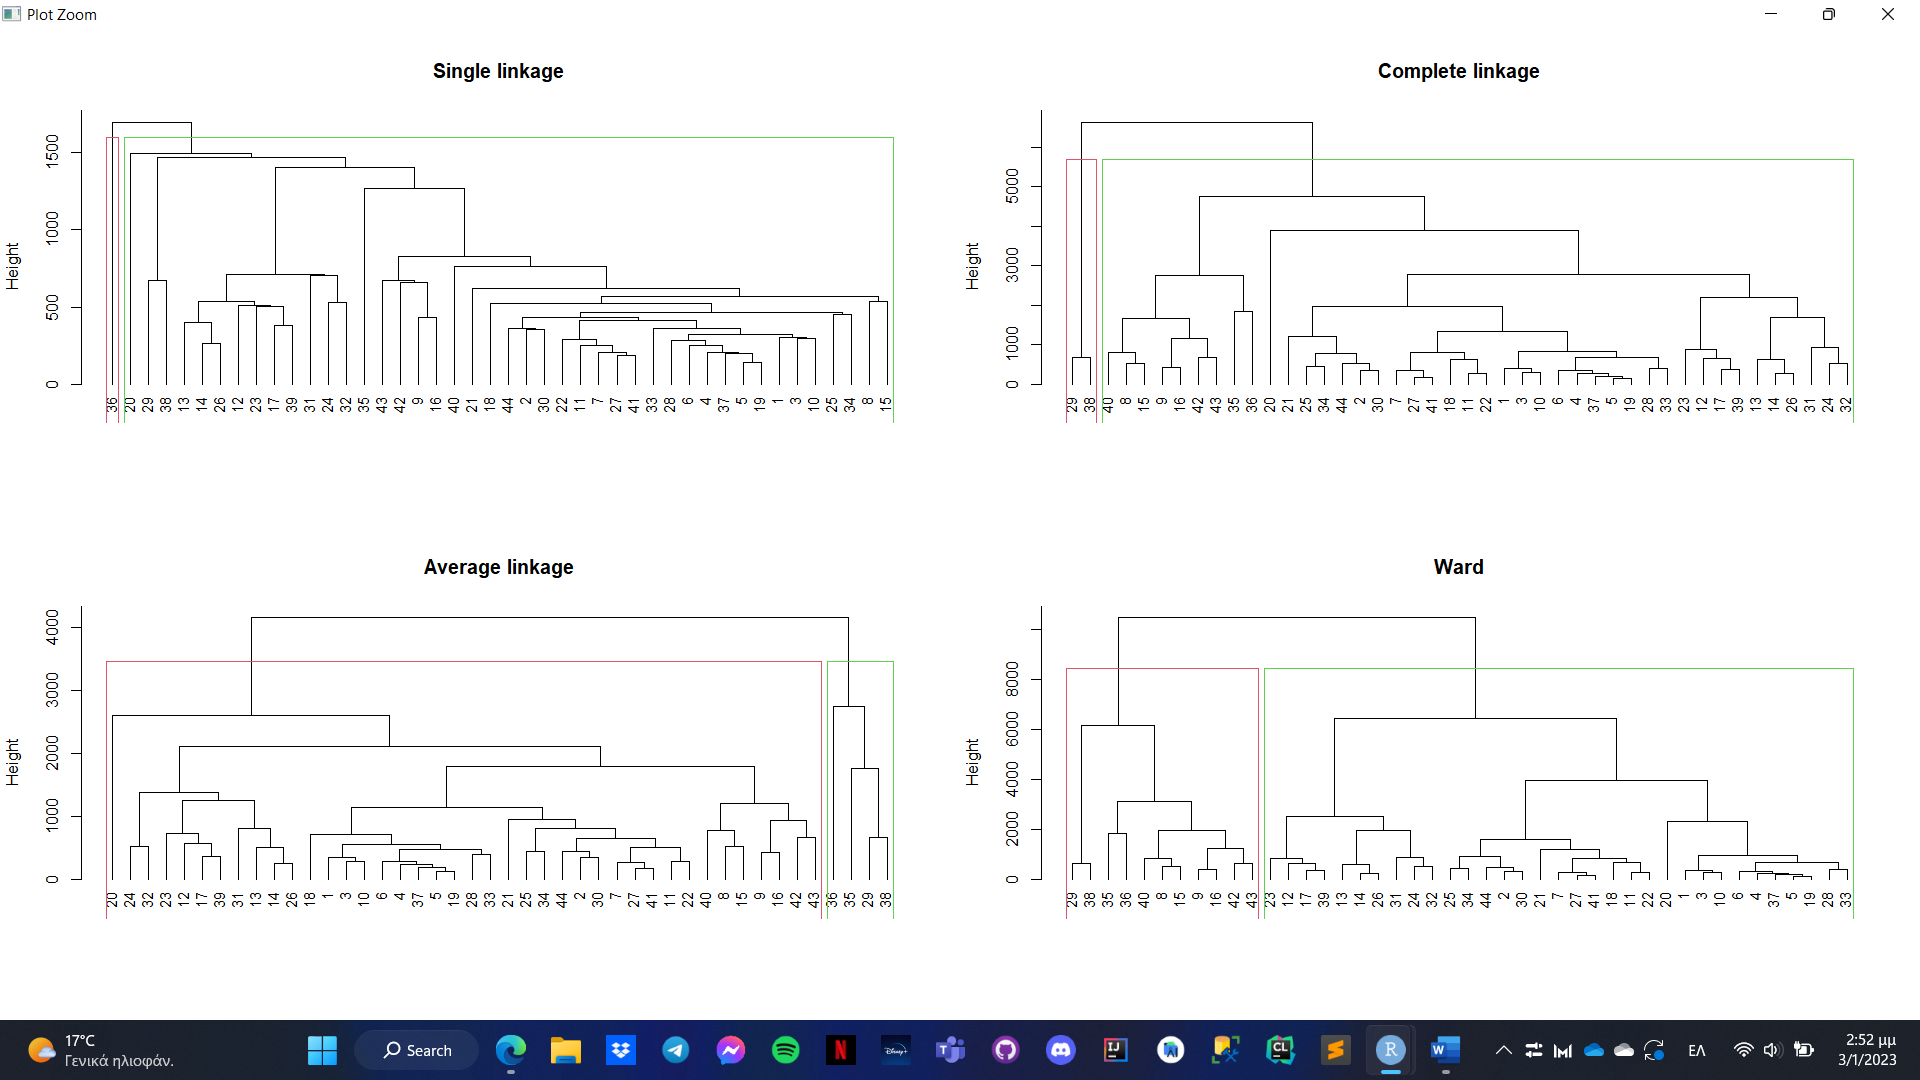 Plot Zoom
Single linkage
Height
0 500 1000 1500
36 20 29 38 13 14 26 12 23 17 39 31 24 32 35 43 42 9 16 40 21 18 44 2 30 22 11 7 27 41 33 28 6 4 37 5 19 1 3 10 25 34 8 15
Complete linkage
Height
0 1000 3000 5000
29 38 40 8 15 9 16 42 43 35 36 20 21 25 34 44 2 30 7 27 41 18 11 22 1 3 10 6 4 37 5 19 28 33 23 12 17 39 13 14 26 31 24 32
Average linkage
Height
0 1000 2000 3000 4000
20 24 32 23 12 17 39 31 13 14 26 18 1 3 10 6 4 37 5 19 28 33 21 25 34 44 2 30 7 27 41 11 22 40 8 15 9 16 42 43 36 35 29 38
Ward
Height
0 2000 4000 6000 8000
29 38 35 36 40 8 15 9 16 42 43 23 12 17 39 13 14 26 31 24 32 25 34 44 2 30 21 7 27 41 18 11 22 20 1 3 10 6 4 37 5 19 28 33
17°C
Γενικά ηλιοφάν.
Search
ΕΛ
2:52 μμ
3/1/2023